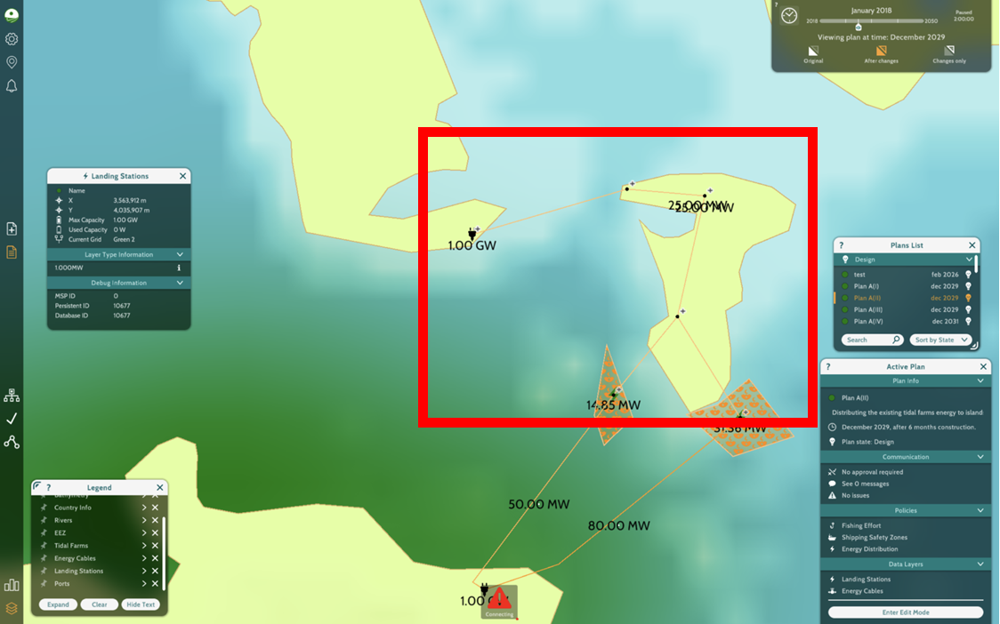 January 2018
Paused
2:00:00
2018
2050
Viewing plan at time: December 2029
Original
After changes
Changes only
Landing Stations
Name
X 3,563,912 m
Y 4,035,907 m
Max Capacity 1.00 GW
Used Capacity 0 W
Current Grid Green 2
Layer Type Information
1.000MW
Debug Information
MSP ID 0
Persistent ID 10677
Database ID 10677
1.00 GW
25.00 MW
25.00 MW
14.85 MW
31.36 MW
50.00 MW
80.00 MW
1.00
Connecting
? Plans List
Design
test feb 2026
Plan A(I) dec 2029
Plan A(II) dec 2029
Plan A(III) dec 2029
Plan A(IV) dec 2031
Search
Sort by State
? Active Plan
Plan Info
Plan A(II)
Distributing the existing tidal farms energy to island
December 2029, after 6 months construction.
Plan state: Design
Communication
No approval required
See 0 messages
No issues
Policies
Fishing Effort
Shipping Safety Zones
Energy Distribution
Data Layers
Landing Stations
Energy Cables
Enter Edit Mode
? Legend
Bathymetry
Country Info
Rivers
EEZ
Tidal Farms
Energy Cables
Landing Stations
Ports
Expand
Clear
Hide Text